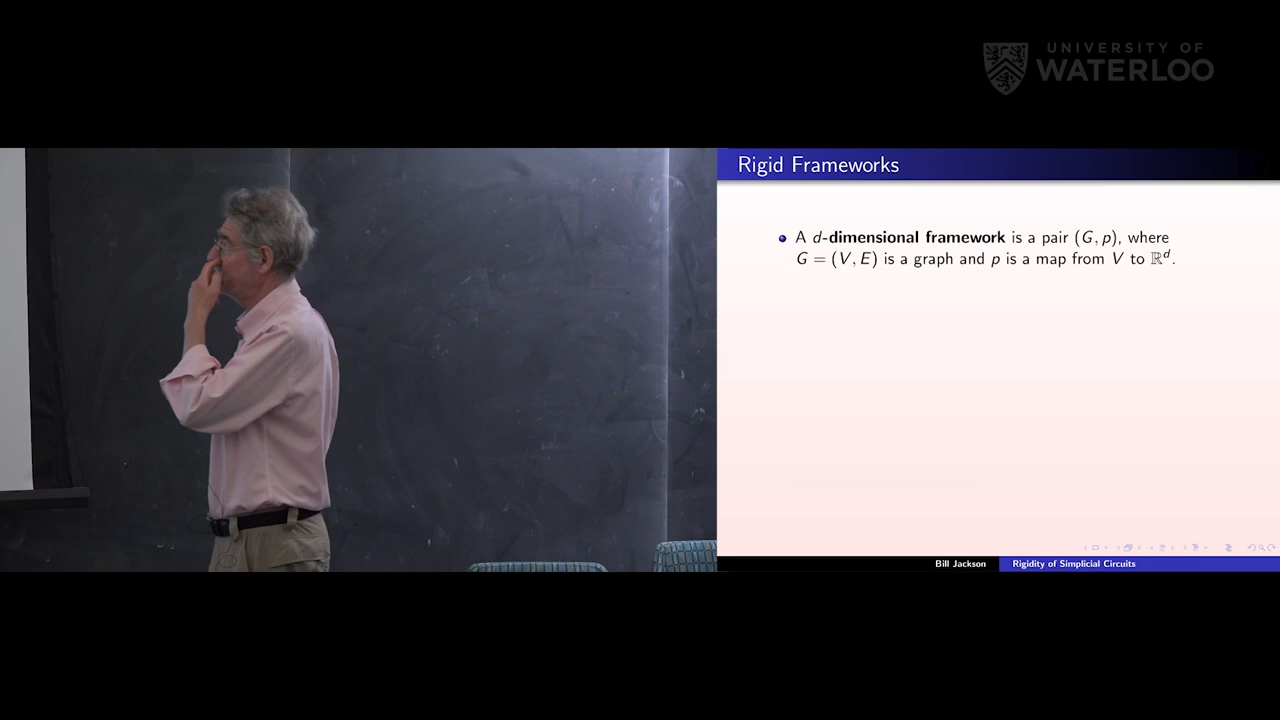 UNIVERSITY OF
WATERLOO
Rigid Frameworks
A d-dimensional framework is a pair (G, p), where
G = (V, E) is a graph and p is a map from V to ℝᵈ.
Bill Jackson
Rigidity of Simplicial Circuits